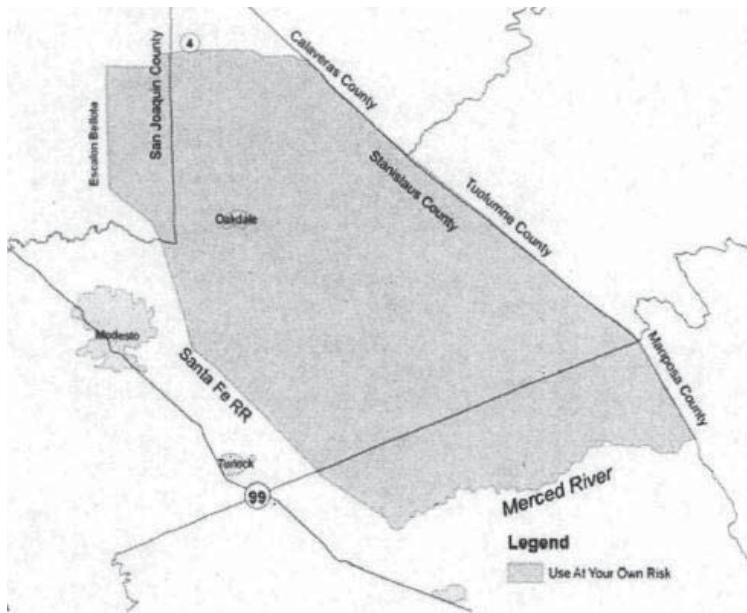 4
Calaveras County
San Joaquin County
Escalon Bellota
Stanislaus County
Tuolumne County
Oakdale
Modesto
Santa Fe RR
Mariposa County
Turlock
99
Merced River
Legend
Use At Your Own Risk